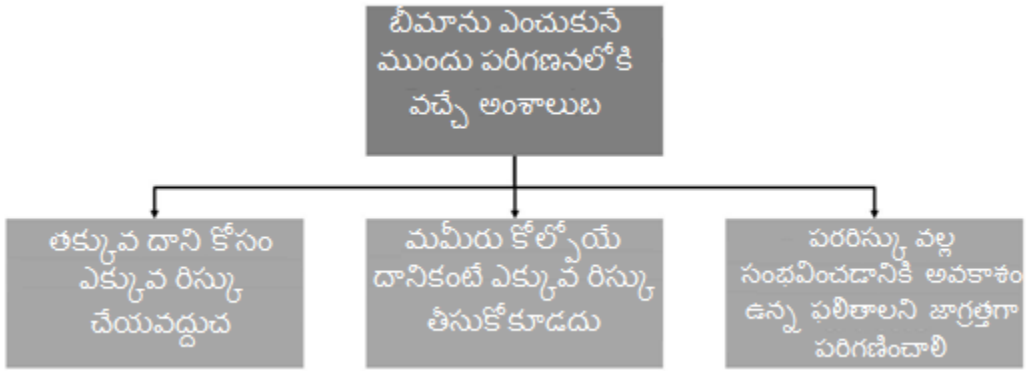 బీమాను ఎంచుకునే
ముందు పరిగణనలోకి
వచ్చే అంశాలుబ
తక్కువ దాని కోసం
ఎక్కువ రిస్కు
చేయవద్దుచ
మమీరు కోల్పోయే
దానికంటే ఎక్కువ రిస్కు
తీసుకోకూడదు
పరరిస్కు వల్ల
సంభవించడానికి అవకాశం
ఉన్న ఫలితాలని జాగ్రత్తగా
పరిగణించాలి